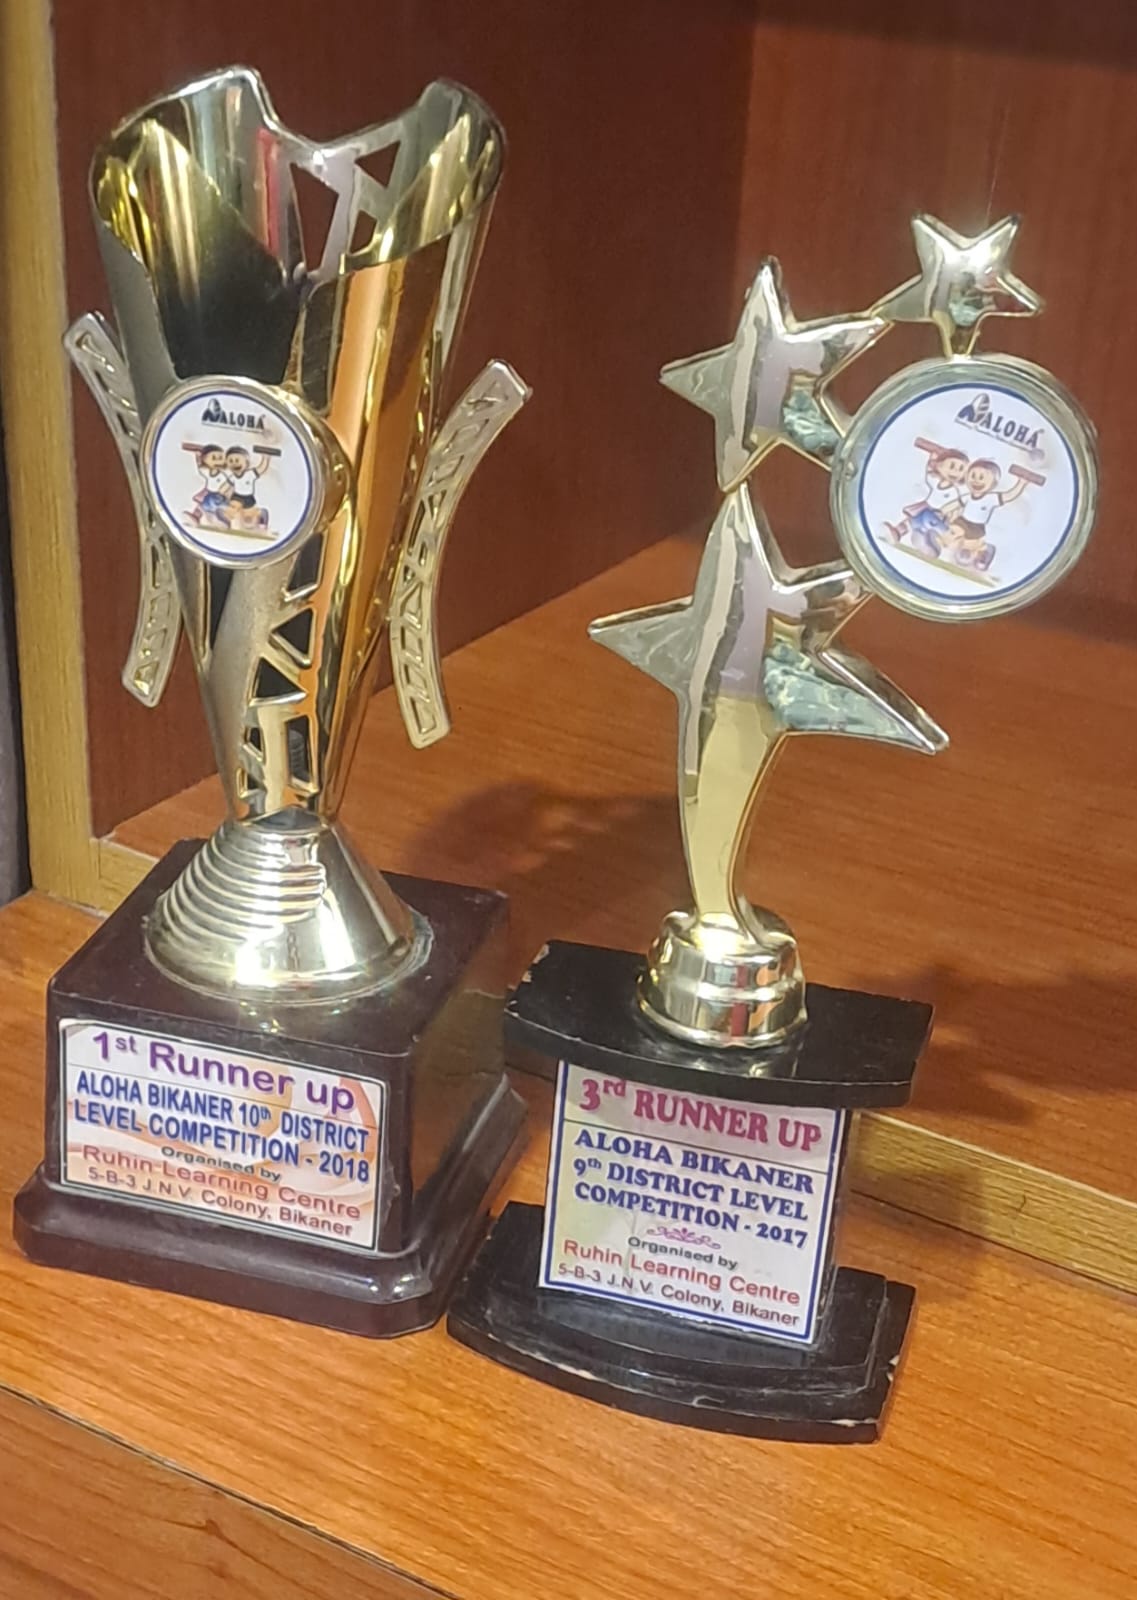 ALOHA
1st Runner up
ALOHA BIKANER 10th DISTRICT
LEVEL COMPETITION - 2018
Organised by
Ruhin Learning Centre
5-B-3 J.N.V. Colony, Bikaner
ALOHA
3rd RUNNER UP
ALOHA BIKANER
9th DISTRICT LEVEL
COMPETITION - 2017
Organised by
Ruhin Learning Centre
5-B-3 J.N.V. Colony, Bikaner